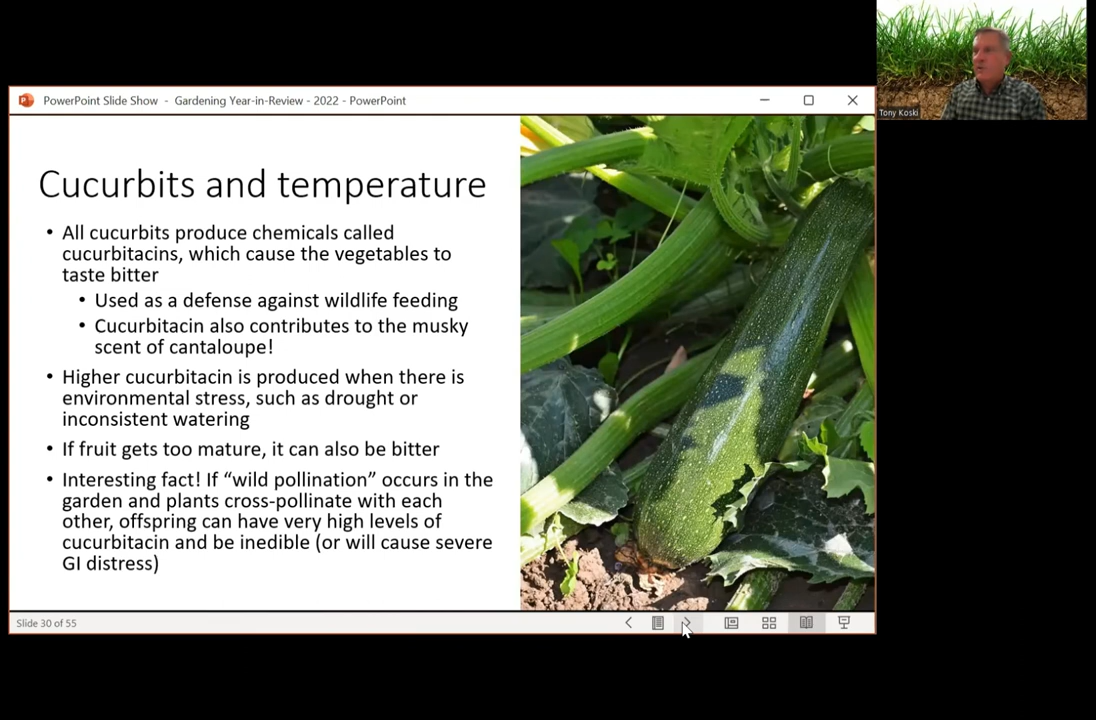 PowerPoint Slide Show - Gardening Year-in-Review - 2022 - PowerPoint
Tony Koski
Cucurbits and temperature
• All cucurbits produce chemicals called
cucurbitacins, which cause the vegetables to
taste bitter
• Used as a defense against wildlife feeding
• Cucurbitacin also contributes to the musky
scent of cantaloupe!
• Higher cucurbitacin is produced when there is
environmental stress, such as drought or
inconsistent watering
• If fruit gets too mature, it can also be bitter
• Interesting fact! If “wild pollination” occurs in the
garden and plants cross-pollinate with each
other, offspring can have very high levels of
cucurbitacin and be inedible (or will cause severe
GI distress)
Slide 30 of 55